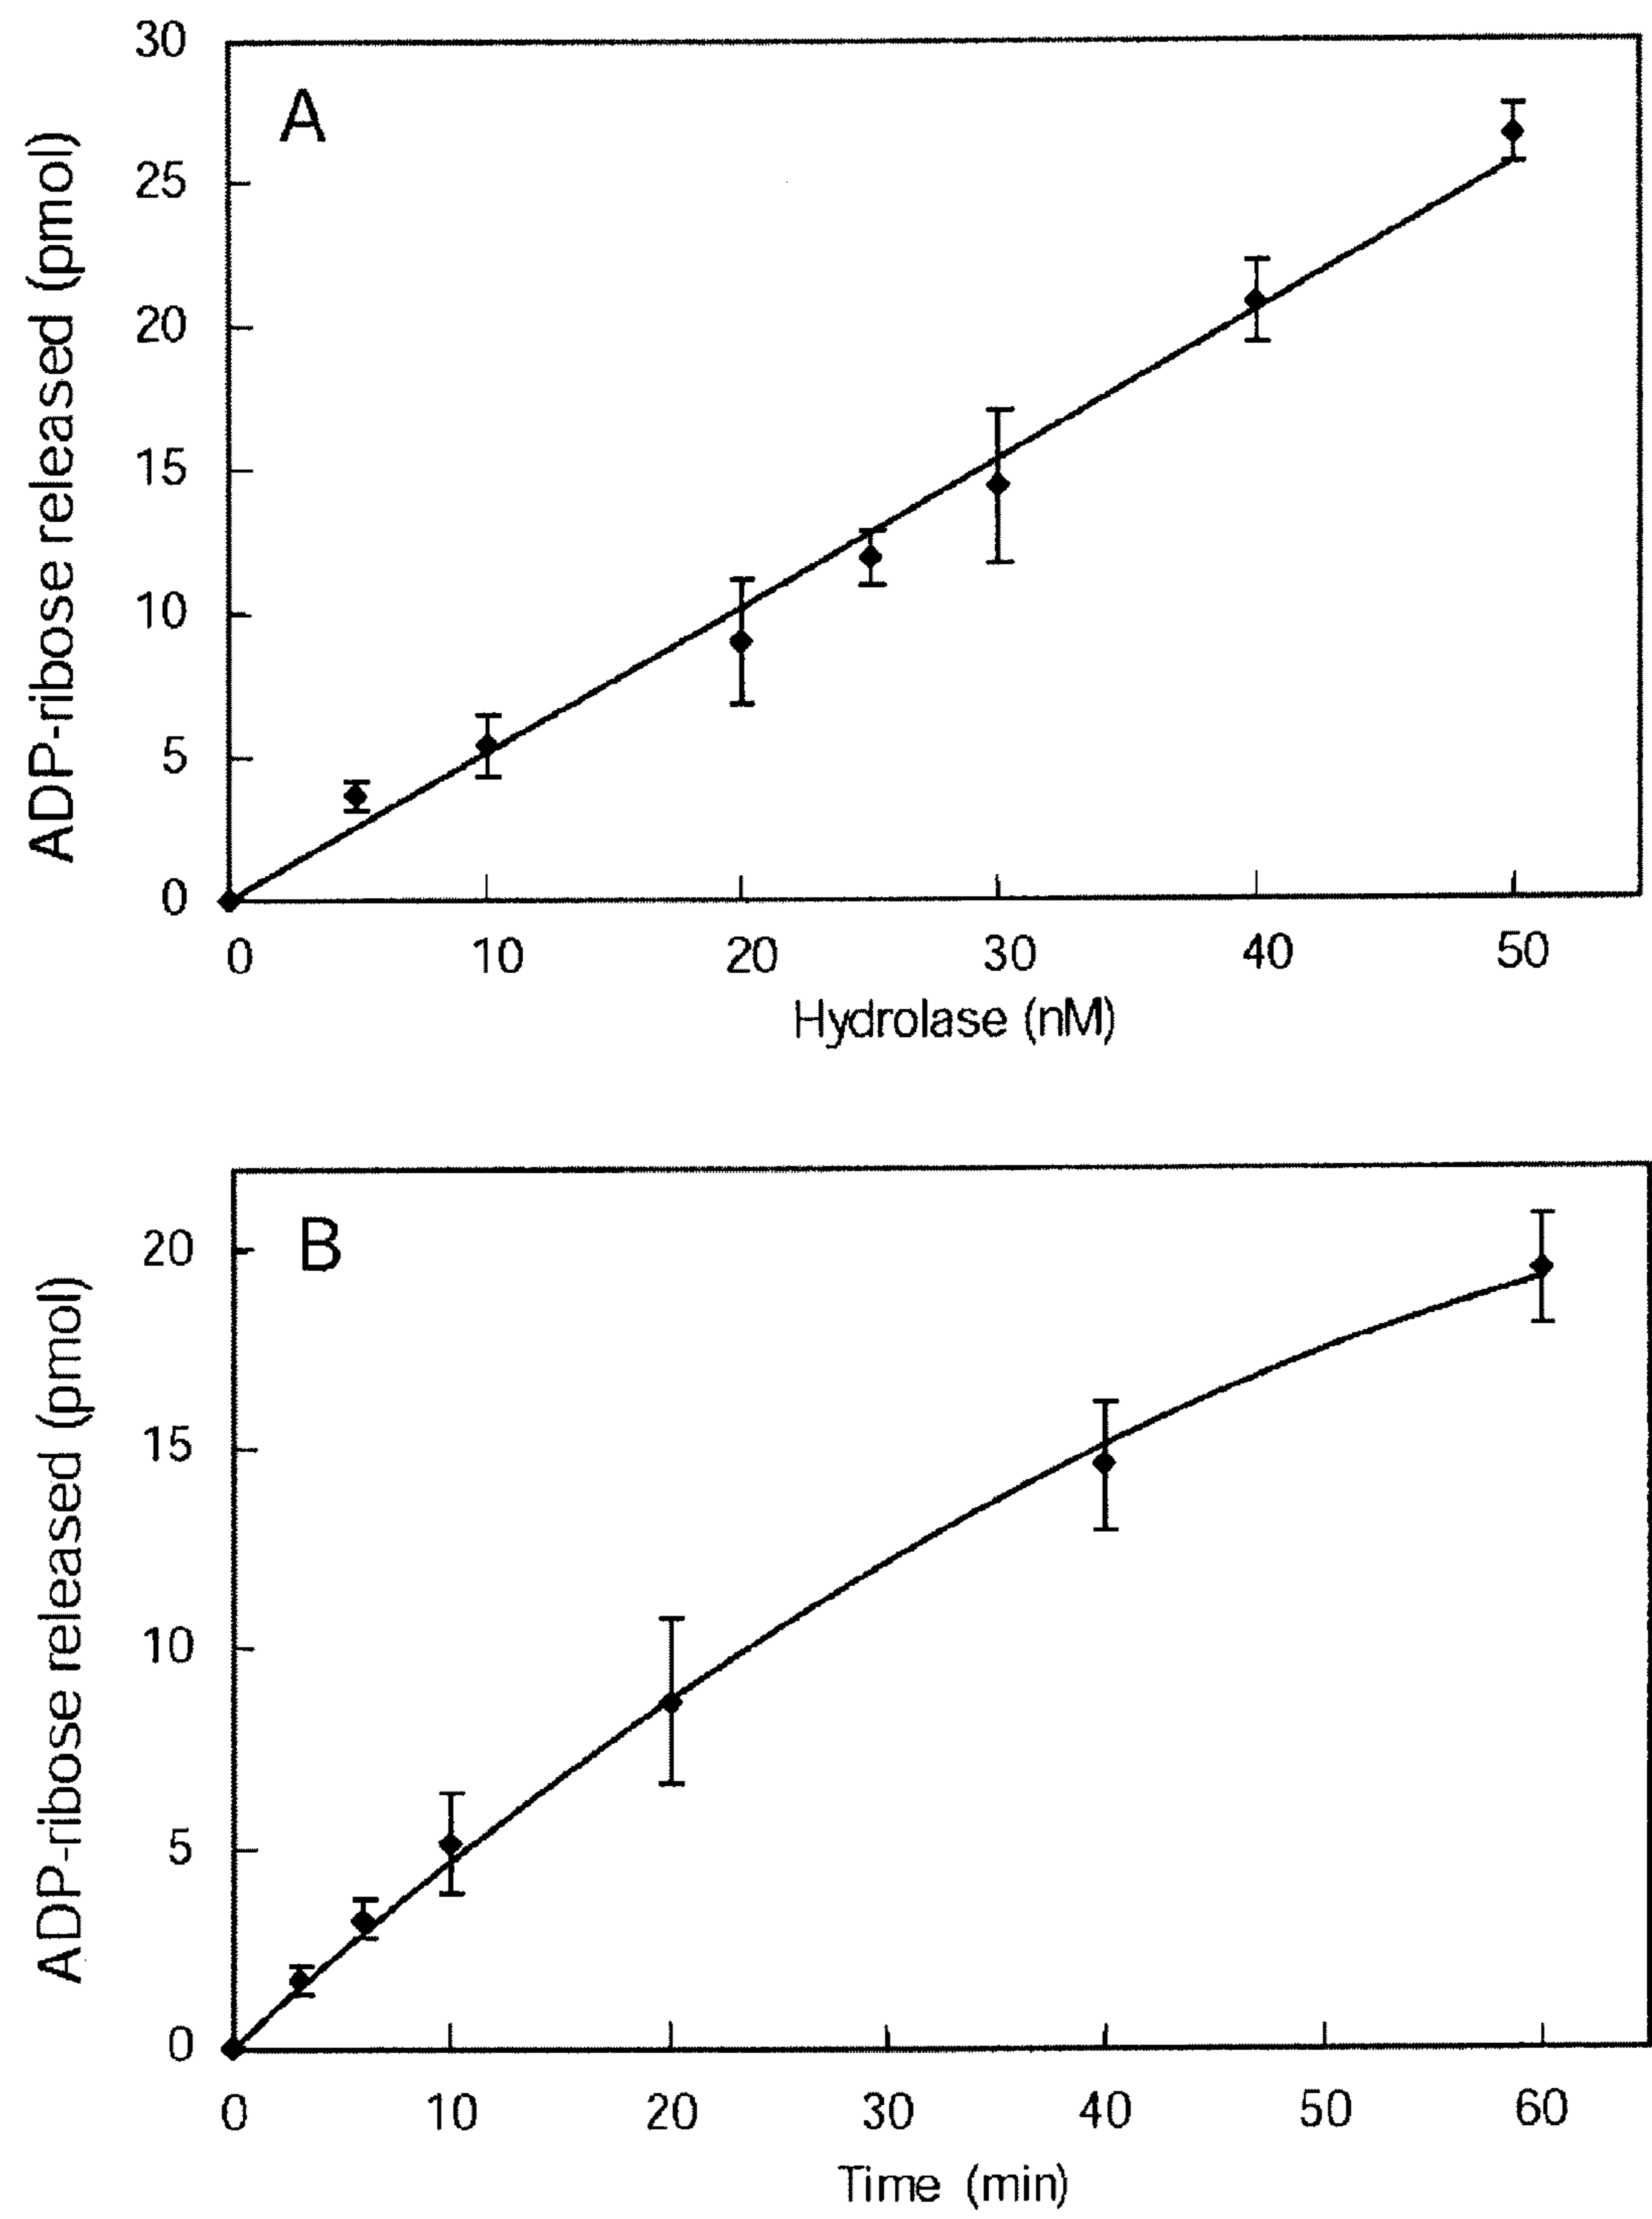 30
A
25
20
15
10
5
0
ADP-ribose released (pmol)
0 10 20 30 40 50
Hydrolase (nM)
B
20
15
10
5
0
ADP-ribose released (pmol)
0 10 20 30 40 50 60
Time (min)